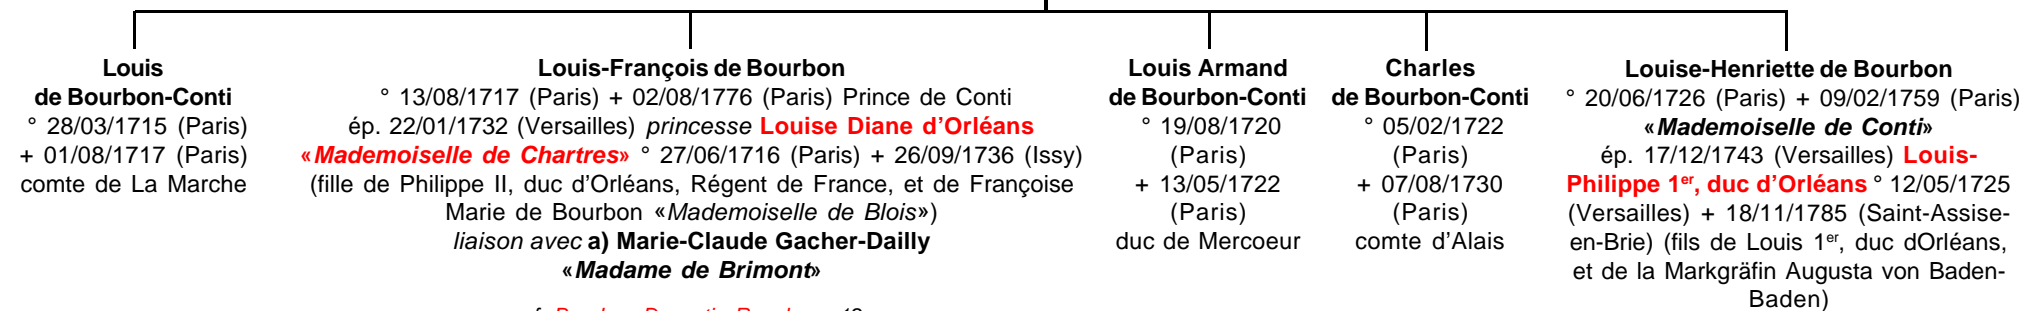 Louis
de Bourbon-Conti
° 28/03/1715 (Paris)
+ 01/08/1717 (Paris)
comte de La Marche
Louis-François de Bourbon
° 13/08/1717 (Paris) + 02/08/1776 (Paris) Prince de Conti
ép. 22/01/1732 (Versailles) princesse Louise Diane d’Orléans
«Mademoiselle de Chartres» ° 27/06/1716 (Paris) + 26/09/1736 (Issy)
(fille de Philippe II, duc d'Orléans, Régent de France, et de Françoise
Marie de Bourbon «Mademoiselle de Blois»)
liaison avec a) Marie-Claude Gacher-Dailly
«Madame de Brimont»
Louis Armand
de Bourbon-Conti
° 19/08/1720
(Paris)
+ 13/05/1722
(Paris)
duc de Mercoeur
Charles
de Bourbon-Conti
° 05/02/1722
(Paris)
+ 07/08/1730
(Paris)
comte d’Alais
Louise-Henriette de Bourbon
° 20/06/1726 (Paris) + 09/02/1759 (Paris)
«Mademoiselle de Conti»
ép. 17/12/1743 (Versailles) Louis-
Philippe 1er, duc d’Orléans ° 12/05/1725
(Versailles) + 18/11/1785 (Saint-Assise-
en-Brie) (fils de Louis 1er, duc dOrléans,
et de la Markgräfin Augusta von Baden-
Baden)